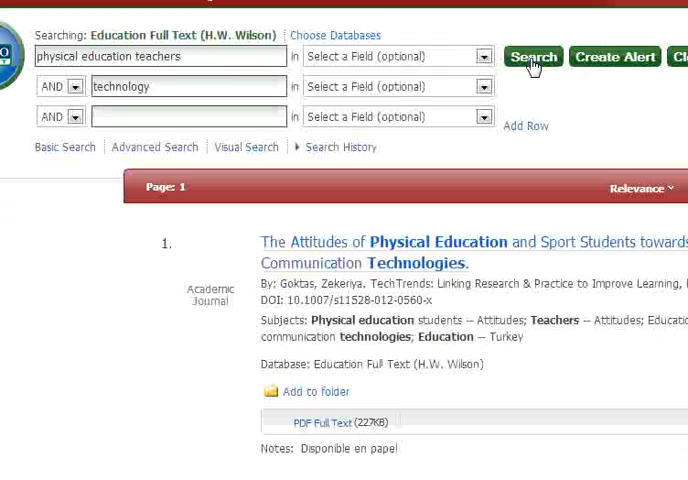 Searching: Education Full Text (H.W. Wilson) Choose Databases
physical education teachers in Select a Field (optional) Search Create Alert
AND technology in Select a Field (optional)
AND in Select a Field (optional)
Add Row
Basic Search Advanced Search Visual Search Search History
Page: 1 Relevance
1. The Attitudes of Physical Education and Sport Students towards
Communication Technologies.
Academic
Journal
By: Goktas, Zekeriya. TechTrends: Linking Research & Practice to Improve Learning,
DOI: 10.1007/s11528-012-0560-x
Subjects: Physical education students -- Attitudes; Teachers -- Attitudes; Educatio
communication technologies; Education -- Turkey
Database: Education Full Text (H.W. Wilson)
Add to folder
PDF Full Text (227KB)
Notes: Disponible en papel